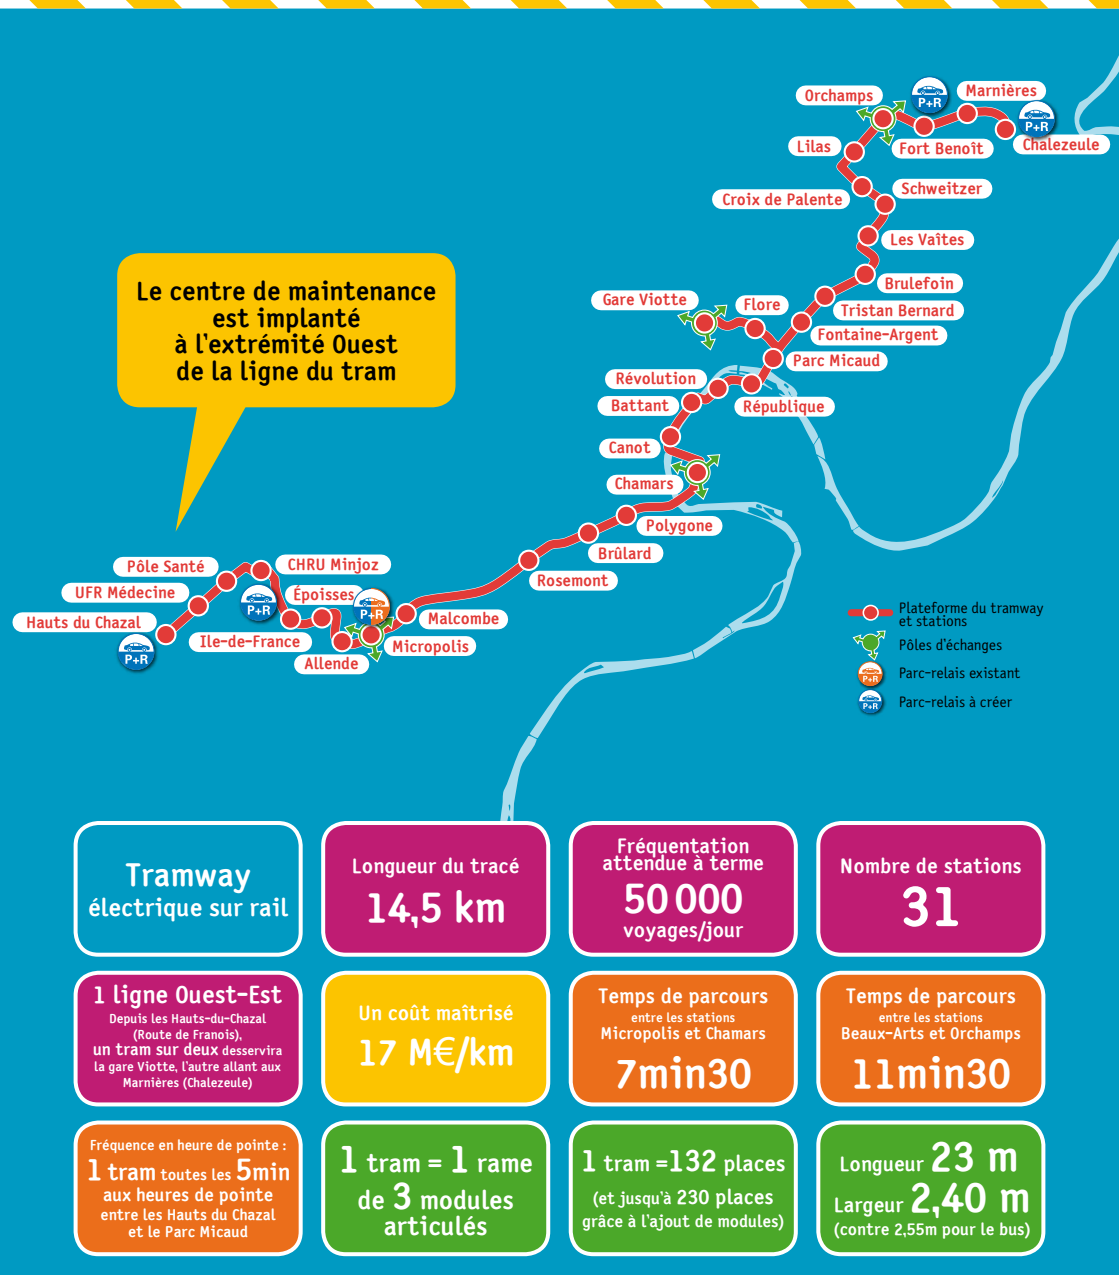 P+R
Marnières
Orchamps
P+R
Chalezeule
Fort Benoît
Lilas
Schweitzer
Croix de Palente
Les Vaîtes
Brulefoin
Le centre de maintenance
est implanté
à l'extrémité Ouest
de la ligne du tram
Gare Viotte
Flore
Tristan Bernard
Fontaine-Argent
Parc Micaud
Révolution
Battant
République
Canot
Chamars
Polygone
Brûlard
Rosemont
Pôle Santé
CHRU Minjoz
UFR Médecine
Époisses
P+R
P+R
Hauts du Chazal
P+R
Ile-de-France
Allende
Malcombe
Micropolis
Plateforme du tramway
et stations
Pôles d'échanges
P+R
Parc-relais existant
P+R
Parc-relais à créer
Tramway
électrique sur rail
Longueur du tracé
14,5 km
Fréquentation
attendue à terme
50 000
voyages/jour
Nombre de stations
31
1 ligne Ouest-Est
Depuis les Hauts-du-Chazal
(Route de Franois),
un tram sur deux desservira
la gare Viotte, l'autre allant aux
Marnières (Chalezeule)
Un coût maîtrisé
17 M€/km
Temps de parcours
entre les stations
Micropolis et Chamars
7min30
Temps de parcours
entre les stations
Beaux-Arts et Orchamps
11min30
Fréquence en heure de pointe :
1 tram toutes les 5min
aux heures de pointe
entre les Hauts du Chazal
et le Parc Micaud
1 tram = 1 rame
de 3 modules
articulés
1 tram =132 places
(et jusqu'à 230 places
grâce à l'ajout de modules)
Longueur 23 m
Largeur 2,40 m
(contre 2,55m pour le bus)